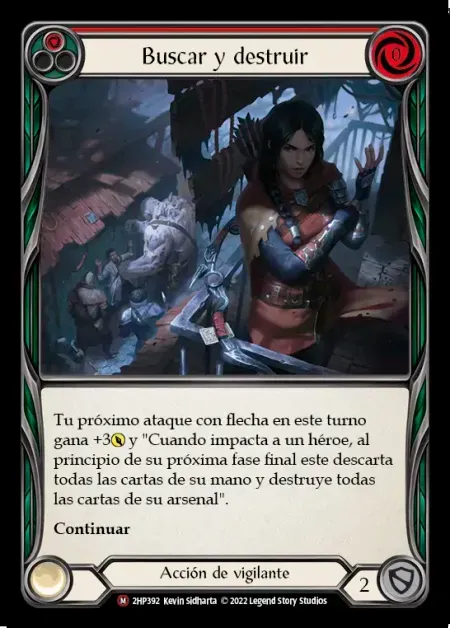 Buscar y destruir
0
Tu próximo ataque con flecha en este turno
gana +3 y "Cuando impacta a un héroe, al
principio de su próxima fase final este descarta
todas las cartas de su mano y destruye todas
las cartas de su arsenal".
Continuar
Acción de vigilante
2
M 2HP392 Kevin Sidharta © 2022 Legend Story Studios